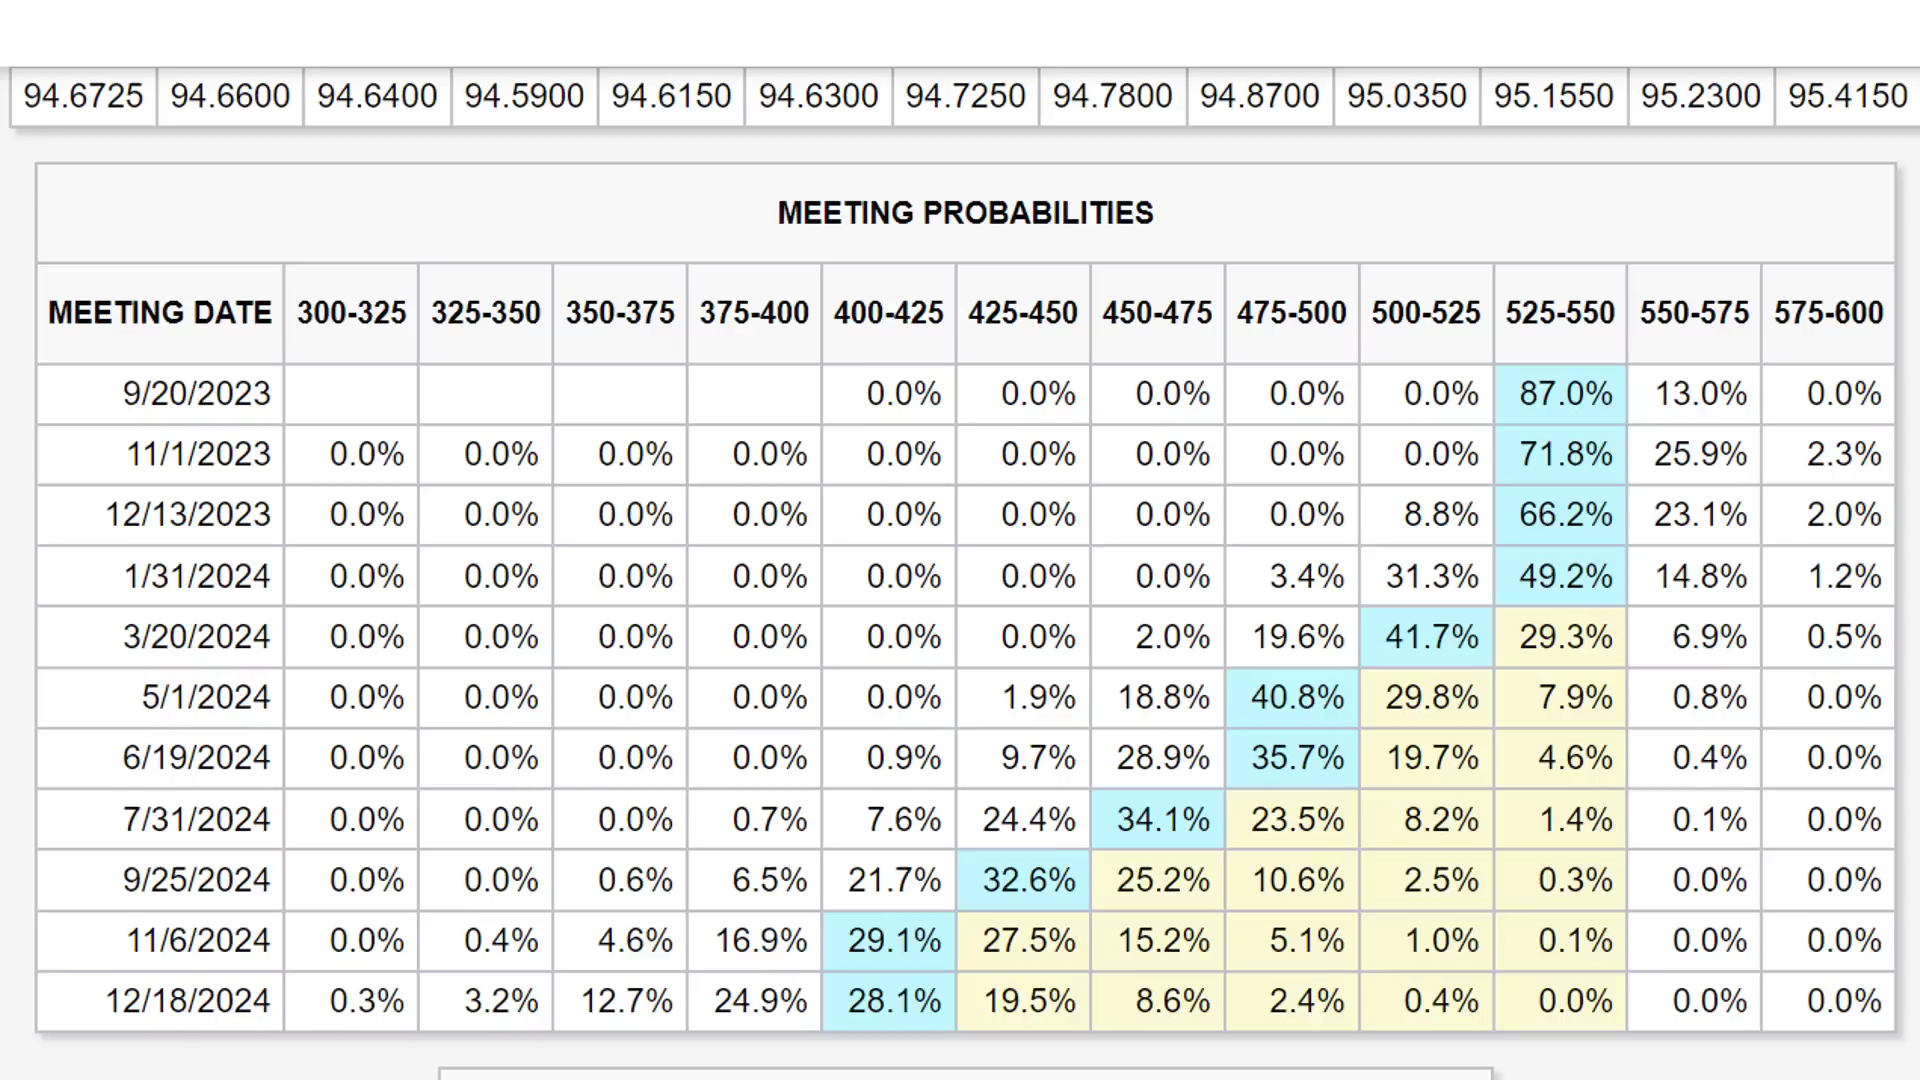 94.6725 94.6600 94.6400 94.5900 94.6150 94.6300 94.7250 94.7800 94.8700 95.0350 95.1550 95.2300 95.4150
MEETING PROBABILITIES
MEETING DATE 300-325 325-350 350-375 375-400 400-425 425-450 450-475 475-500 500-525 525-550 550-575 575-600
9/20/2023 0.0% 0.0% 0.0% 0.0% 0.0% 87.0% 13.0% 0.0%
11/1/2023 0.0% 0.0% 0.0% 0.0% 0.0% 0.0% 0.0% 0.0% 0.0% 71.8% 25.9% 2.3%
12/13/2023 0.0% 0.0% 0.0% 0.0% 0.0% 0.0% 0.0% 0.0% 8.8% 66.2% 23.1% 2.0%
1/31/2024 0.0% 0.0% 0.0% 0.0% 0.0% 0.0% 0.0% 3.4% 31.3% 49.2% 14.8% 1.2%
3/20/2024 0.0% 0.0% 0.0% 0.0% 0.0% 0.0% 2.0% 19.6% 41.7% 29.3% 6.9% 0.5%
5/1/2024 0.0% 0.0% 0.0% 0.0% 0.0% 1.9% 18.8% 40.8% 29.8% 7.9% 0.8% 0.0%
6/19/2024 0.0% 0.0% 0.0% 0.0% 0.9% 9.7% 28.9% 35.7% 19.7% 4.6% 0.4% 0.0%
7/31/2024 0.0% 0.0% 0.0% 0.7% 7.6% 24.4% 34.1% 23.5% 8.2% 1.4% 0.1% 0.0%
9/25/2024 0.0% 0.0% 0.6% 6.5% 21.7% 32.6% 25.2% 10.6% 2.5% 0.3% 0.0% 0.0%
11/6/2024 0.0% 0.4% 4.6% 16.9% 29.1% 27.5% 15.2% 5.1% 1.0% 0.1% 0.0% 0.0%
12/18/2024 0.3% 3.2% 12.7% 24.9% 28.1% 19.5% 8.6% 2.4% 0.4% 0.0% 0.0% 0.0%